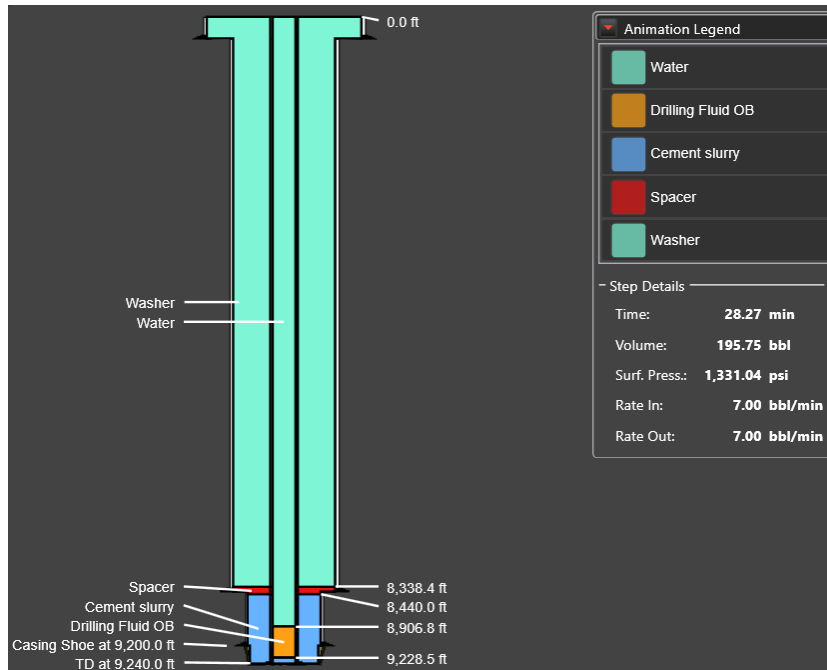 0.0 ft
Washer
Water
Spacer
Cement slurry
Drilling Fluid OB
Casing Shoe at 9,200.0 ft
TD at 9,240.0 ft
8,338.4 ft
8,440.0 ft
8,906.8 ft
9,228.5 ft
Animation Legend
Water
Drilling Fluid OB
Cement slurry
Spacer
Washer
Step Details
Time: 28.27 min
Volume: 195.75 bbl
Surf. Press.: 1,331.04 psi
Rate In: 7.00 bbl/min
Rate Out: 7.00 bbl/min